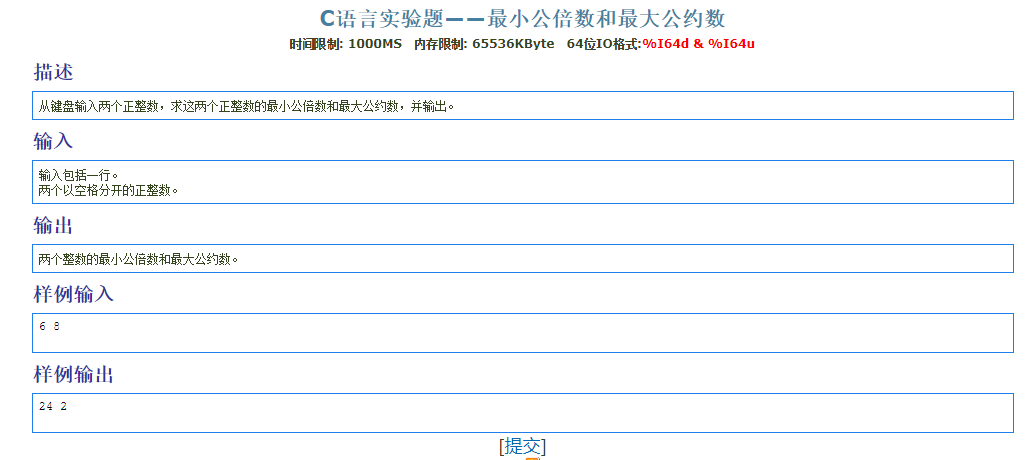 C语言实验题——最小公倍数和最大公约数
时间限制: 1000MS 内存限制: 65536KByte 64位IO格式:%I64d & %I64u
描述
从键盘输入两个正整数，求这两个正整数的最小公倍数和最大公约数，并输出。
输入
输入包括一行。
两个以空格分开的正整数。
输出
两个整数的最小公倍数和最大公约数。
样例输入
6 8
样例输出
24 2
[提交]